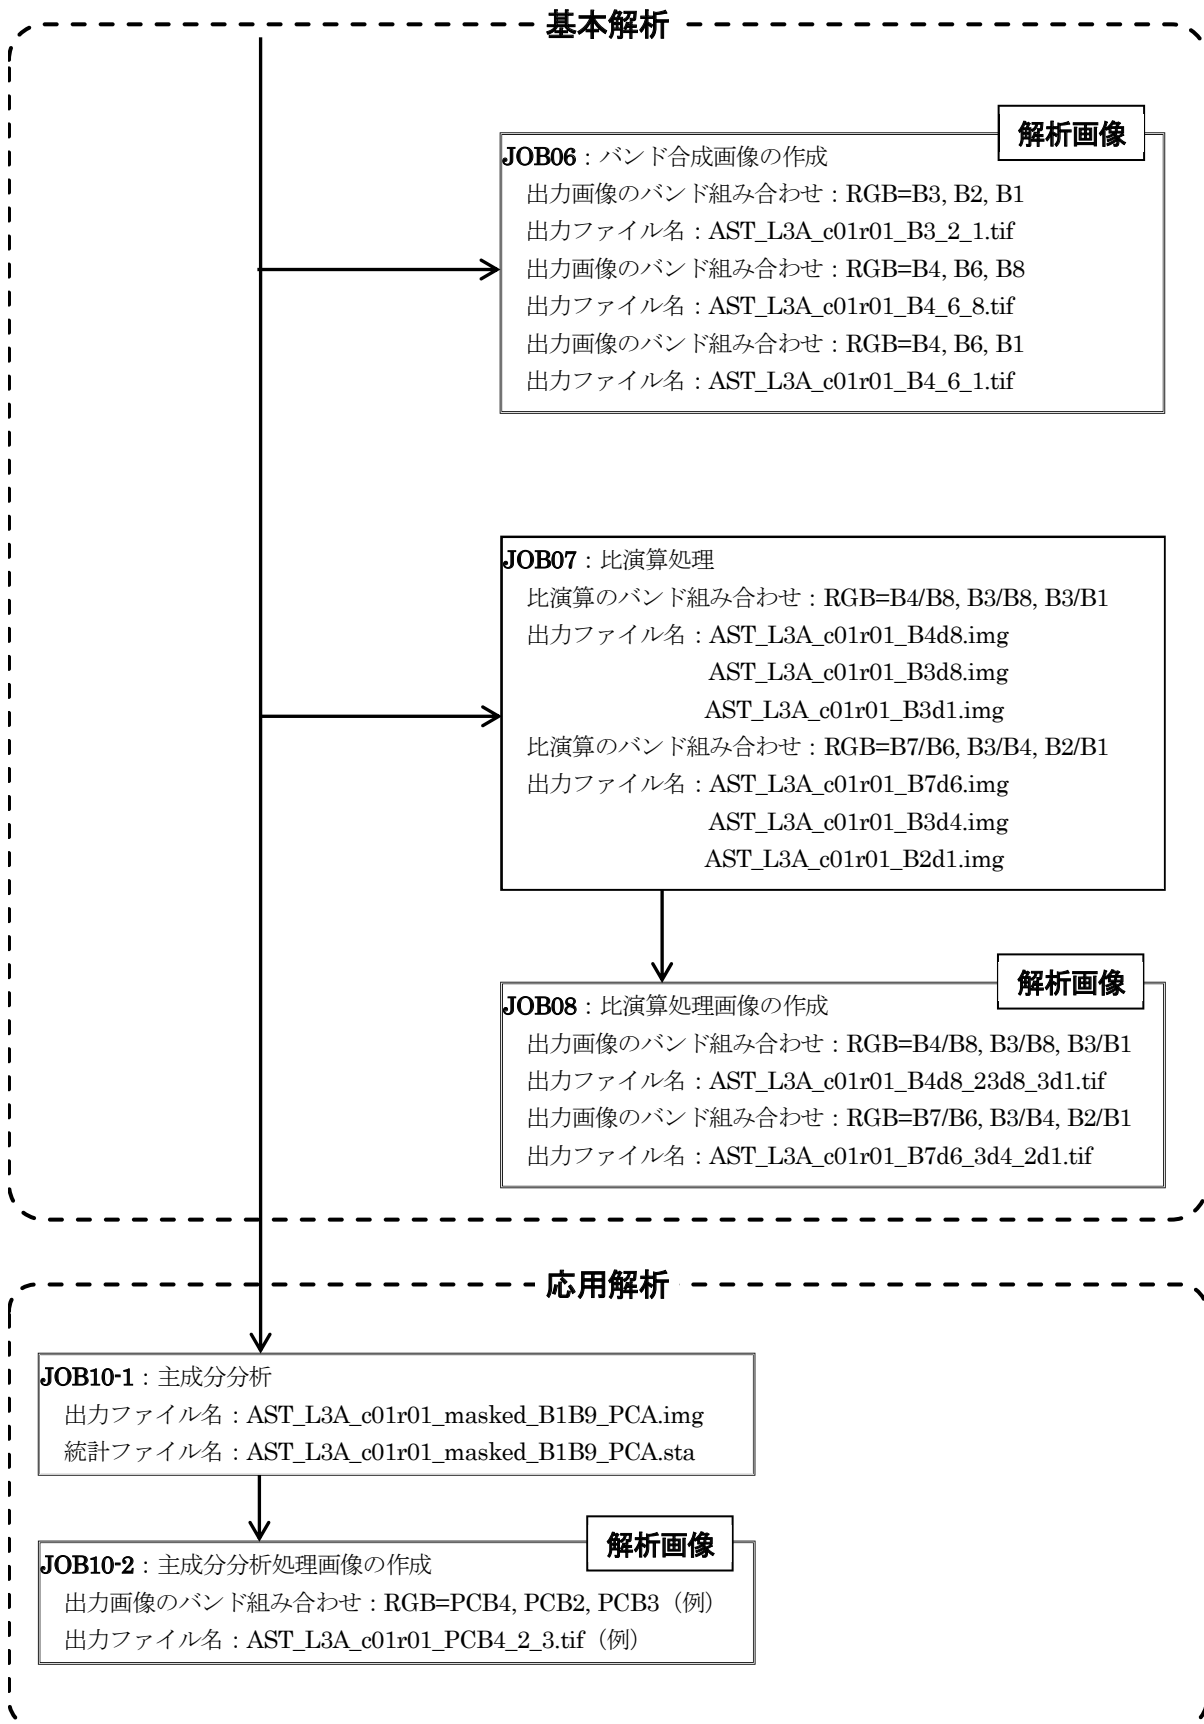 基本解析
解析画像
JOB06：バンド合成画像の作成
出力画像のバンド組み合わせ：RGB=B3, B2, B1
出力ファイル名：AST_L3A_c01r01_B3_2_1.tif
出力画像のバンド組み合わせ：RGB=B4, B6, B8
出力ファイル名：AST_L3A_c01r01_B4_6_8.tif
出力画像のバンド組み合わせ：RGB=B4, B6, B1
出力ファイル名：AST_L3A_c01r01_B4_6_1.tif
JOB07：比演算処理
比演算のバンド組み合わせ：RGB=B4/B8, B3/B8, B3/B1
出力ファイル名：AST_L3A_c01r01_B4d8.img
AST_L3A_c01r01_B3d8.img
AST_L3A_c01r01_B3d1.img
比演算のバンド組み合わせ：RGB=B7/B6, B3/B4, B2/B1
出力ファイル名：AST_L3A_c01r01_B7d6.img
AST_L3A_c01r01_B3d4.img
AST_L3A_c01r01_B2d1.img
解析画像
JOB08：比演算処理画像の作成
出力画像のバンド組み合わせ：RGB=B4/B8, B3/B8, B3/B1
出力ファイル名：AST_L3A_c01r01_B4d8_23d8_3d1.tif
出力画像のバンド組み合わせ：RGB=B7/B6, B3/B4, B2/B1
出力ファイル名：AST_L3A_c01r01_B7d6_3d4_2d1.tif
応用解析
JOB10-1：主成分分析
出力ファイル名：AST_L3A_c01r01_masked_B1B9_PCA.img
統計ファイル名：AST_L3A_c01r01_masked_B1B9_PCA.sta
解析画像
JOB10-2：主成分分析処理画像の作成
出力画像のバンド組み合わせ：RGB=PCB4, PCB2, PCB3（例）
出力ファイル名：AST_L3A_c01r01_PCB4_2_3.tif（例）